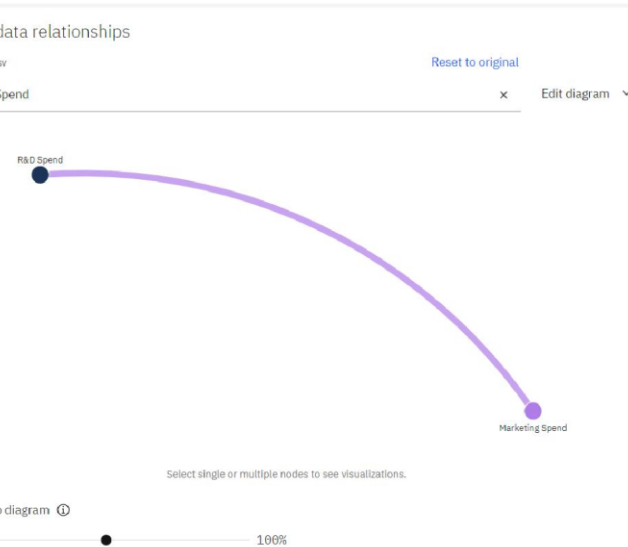 data relationships
Reset to original
Spend
× Edit diagram
R&D Spend
Marketing Spend
Select single or multiple nodes to see visualizations.
diagram
100%